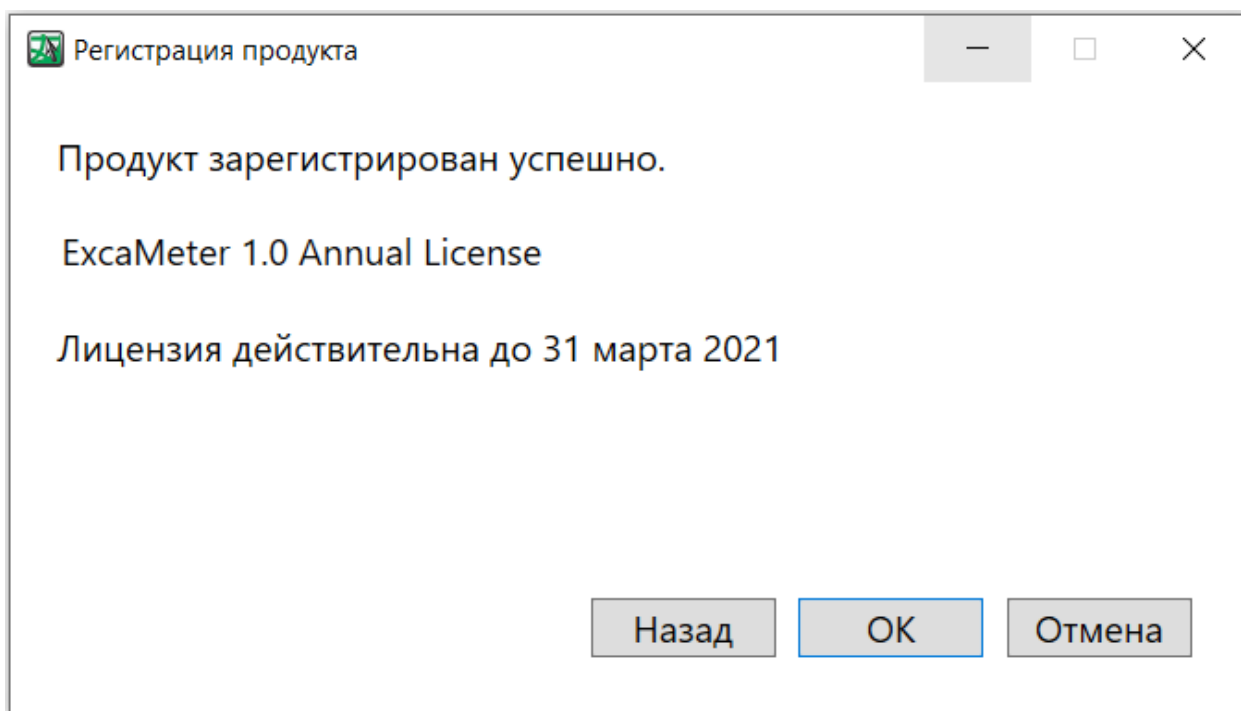 Регистрация продукта
Продукт зарегистрирован успешно.
ExcaMeter 1.0 Annual License
Лицензия действительна до 31 марта 2021
Назад OK Отмена